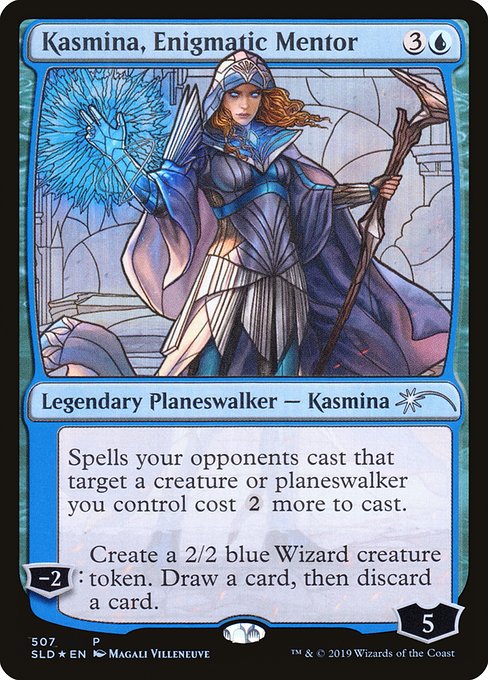 Kasmina, Enigmatic Mentor 3
Legendary Planeswalker — Kasmina
Spells your opponents cast that
target a creature or planeswalker
you control cost 2 more to cast.
-2: Create a 2/2 blue Wizard creature
token. Draw a card, then discard
a card.
5
507 P
SLD ★ EN Magali Villeneuve
™ & © 2019 Wizards of the Coast